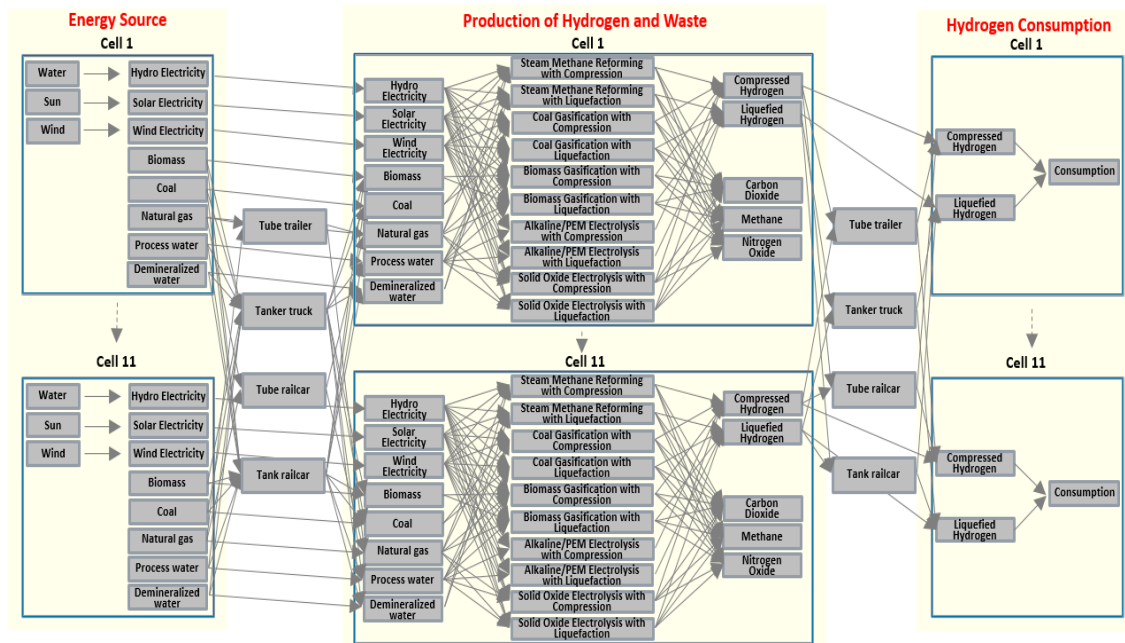 Energy Source
Cell 1
Water
Hydro Electricity
Sun
Solar Electricity
Wind
Wind Electricity
Biomass
Coal
Natural gas
Process water
Demineralized water
Cell 11
Water
Hydro Electricity
Sun
Solar Electricity
Wind
Wind Electricity
Biomass
Coal
Natural gas
Process water
Demineralized
water
Tube trailer
Tanker truck
Tube railcar
Tank railcar
Production of Hydrogen and Waste
Cell 1
Hydro
Electricity
Solar
Electricity
Wind
Electricity
Biomass
Coal
Natural gas
Process water
Demineralized
water
Steam Methane Reforming
with Compression
Steam Methane Reforming
with Liquefaction
Coal Gasification with
Compression
Coal Gasification with
Liquefaction
Biomass Gasification with
Compression
Biomass Gasification with
Liquefaction
Alkaline/PEM Electrolysis with
Compression
Alkaline/PEM Electrolysis with
Liquefaction
Solid Oxide Electrolysis with
Compression
Solid Oxide Electrolysis with
Liquefaction
Compressed
Hydrogen
Liquefied
Hydrogen
Carbon
Dioxide
Methane
Nitrogen
Oxide
Cell 11
Hydro
Electricity
Solar
Electricity
Wind
Electricity
Biomass
Coal
Natural gas
Process water
Demineralized
water
Steam Methane Reforming
with Compression
Steam Methane Reforming
with Liquefaction
Coal Gasification with
Compression
Coal Gasification with
Liquefaction
Biomass Gasification with
Compression
Biomass Gasification with
Liquefaction
Alkaline/PEM Electrolysis with
Compression
Alkaline/PEM Electrolysis with
Liquefaction
Solid Oxide Electrolysis with
Compression
Solid Oxide Electrolysis with
Liquefaction
Compressed
Hydrogen
Liquefied
Hydrogen
Carbon
Dioxide
Methane
Nitrogen
Oxide
Tube trailer
Tanker truck
Tube railcar
Tank railcar
Hydrogen Consumption
Cell 1
Compressed
Hydrogen
Consumption
Liquefied
Hydrogen
Cell 11
Compressed
Hydrogen
Consumption
Liquefied
Hydrogen